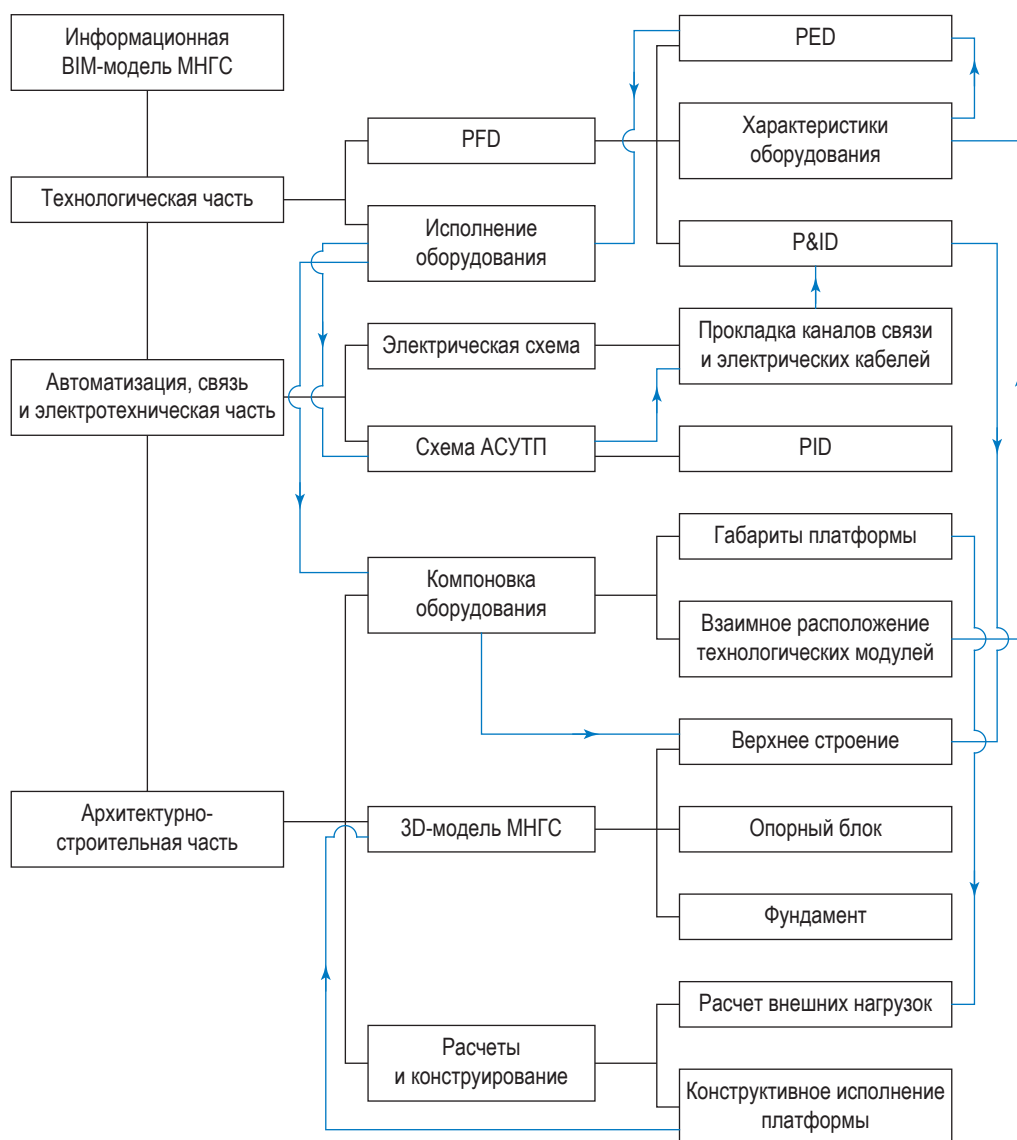 Информационная
BIM-модель МНГС
Технологическая часть
Автоматизация, связь
и электротехническая часть
Архитектурно-
строительная часть
PFD
Исполнение
оборудования
Электрическая схема
Схема АСУТП
Компоновка
оборудования
3D-модель МНГС
Расчеты
и конструирование
PED
Характеристики
оборудования
P&ID
Прокладка каналов связи
и электрических кабелей
PID
Габариты платформы
Взаимное расположение
технологических модулей
Верхнее строение
Опорный блок
Фундамент
Расчет внешних нагрузок
Конструктивное исполнение
платформы